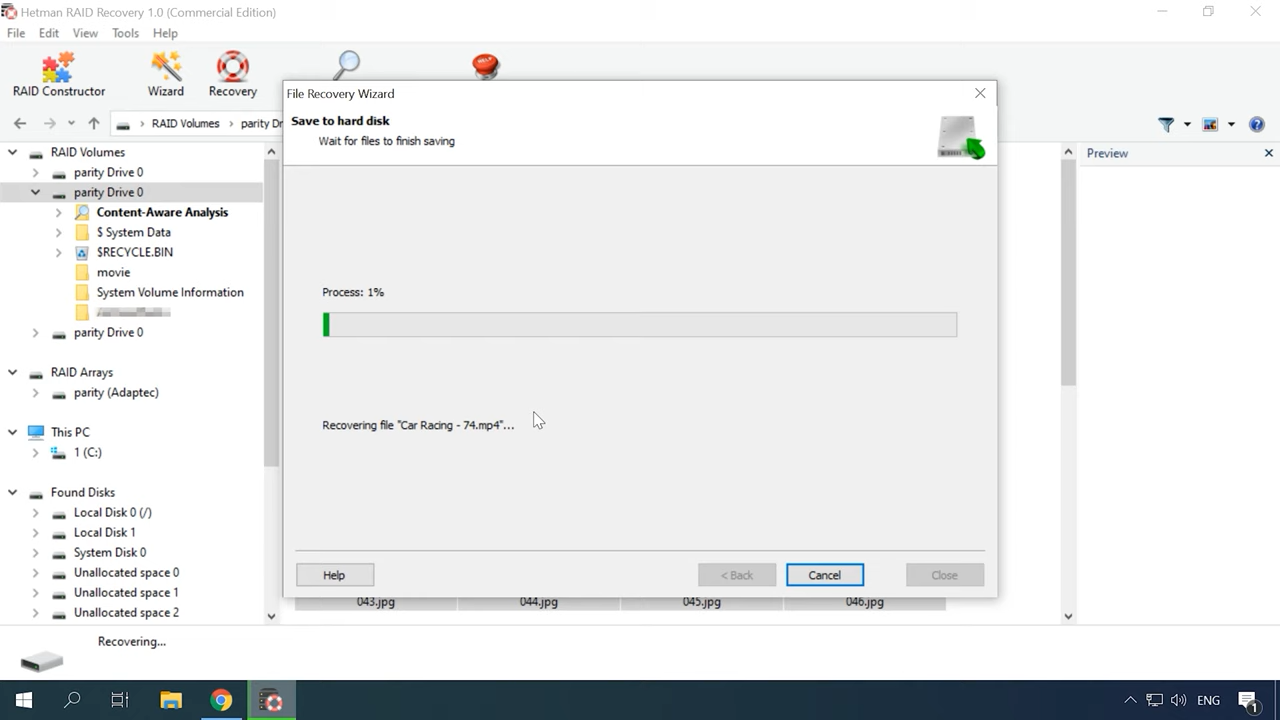 Hetman RAID Recovery 1.0 (Commercial Edition)
File Edit View Tools Help
RAID Constructor Wizard Recovery
HELP
RAID Volumes parity Dr
RAID Volumes
parity Drive 0
parity Drive 0
Content-Aware Analysis
$ System Data
$RECYCLE.BIN
movie
System Volume Information
parity Drive 0
RAID Arrays
parity (Adaptec)
This PC
1 (C:)
Found Disks
Local Disk 0 (/)
Local Disk 1
System Disk 0
Unallocated space 0
Unallocated space 1
Unallocated space 2
File Recovery Wizard
Save to hard disk
Wait for files to finish saving
Process: 1%
Recovering file "Car Racing - 74.mp4"...
Help < Back Cancel Close
043.jpg 044.jpg 045.jpg 046.jpg
Preview
Recovering...
ENG
1